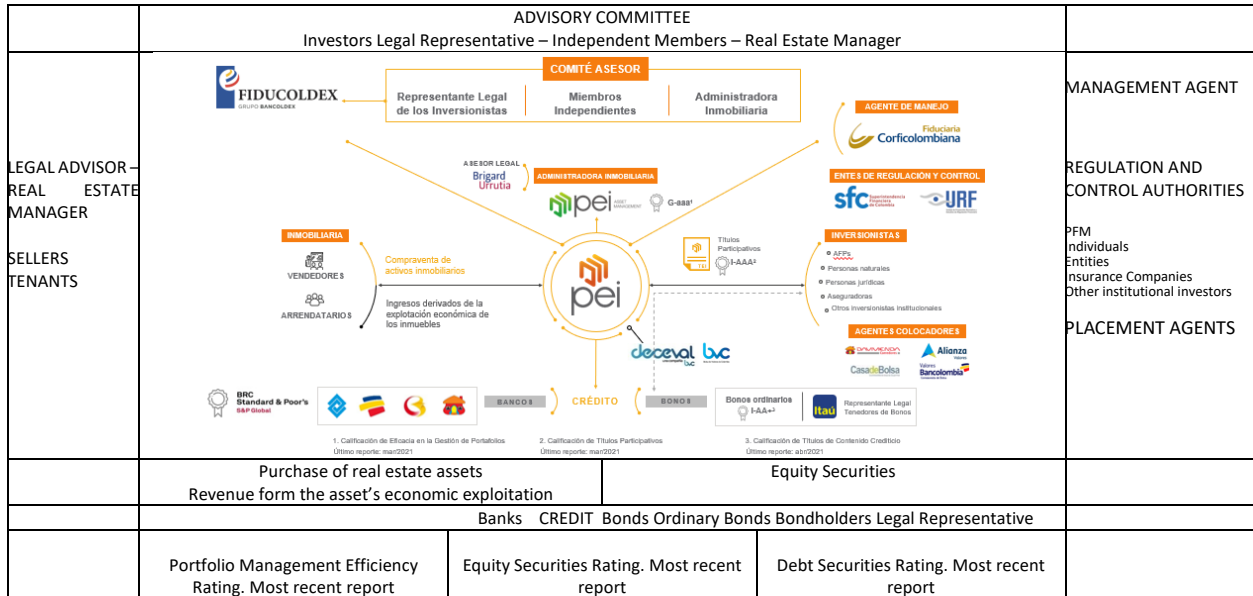 ADVISORY COMMITTEE
Investors Legal Representative – Independent Members – Real Estate Manager
LEGAL ADVISOR –
REAL ESTATE
MANAGER
SELLERS
TENANTS
FIDUCOLDEX
GRUPO BANCOLDEX
COMITÉ ASESOR
Representante Legal
de los Inversionistas
Miembros
Independientes
Administradora
Inmobiliaria
AGENTE DE MANEJO
Fiduciaria
Corficolombiana
ASESOR LEGAL
Brigard
Urrutia
ADMINISTRADORA INMOBILIARIA
pei ASSET
MANAGEMENT
G-aaa¹
ENTES DE REGULACIÓN Y CONTROL
sfc Superintendencia
Financiera
de Colombia
URF
INMOBILIARIA
VENDEDORES
ARRENDATARIOS
Compraventa de
activos inmobiliarios
Ingresos derivados de la
explotación económica de
los inmuebles
pei
TEI
Títulos
Participativos
I-AAA²
INVERSIONISTAS
AFPs
Personas naturales
Personas jurídicas
Aseguradoras
Otros inversionistas institucionales
deceval
bvc
bvc
AGENTES COLOCADORES
DAVIVIENDA
Alianza
Valores
CasadeBolsa
Valores
Bancolombia
BRC
Standard & Poor's
S&P Global
BANCOS
CRÉDITO
BONOS
Bonos ordinarios
I-AA+³
Itaú
Representante Legal
Tenedores de Bonos
1. Calificación de Eficacia en la Gestión de Portafolios
Último reporte: mar/2021
2. Calificación de Títulos Participativos
Último reporte: mar/2021
3. Calificación de Títulos de Contenido Crediticio
Último reporte: abr/2021
MANAGEMENT AGENT
REGULATION AND
CONTROL AUTHORITIES
PFM
Individuals
Entities
Insurance Companies
Other institutional investors
PLACEMENT AGENTS
Purchase of real estate assets
Revenue form the asset's economic exploitation
Equity Securities
Banks CREDIT Bonds Ordinary Bonds Bondholders Legal Representative
Portfolio Management Efficiency
Rating. Most recent report
Equity Securities Rating. Most recent
report
Debt Securities Rating. Most recent
report